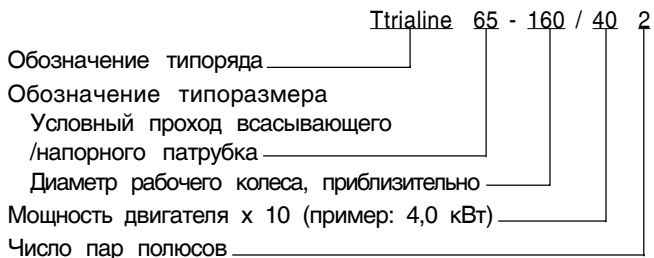 Ttrialine 65 - 160 / 40 2
Обозначение типоряда
Обозначение типоразмера
Условный проход всасывающего
/напорного патрубка
Диаметр рабочего колеса, приблизительно
Мощность двигателя x 10 (пример: 4,0 кВт)
Число пар полюсов